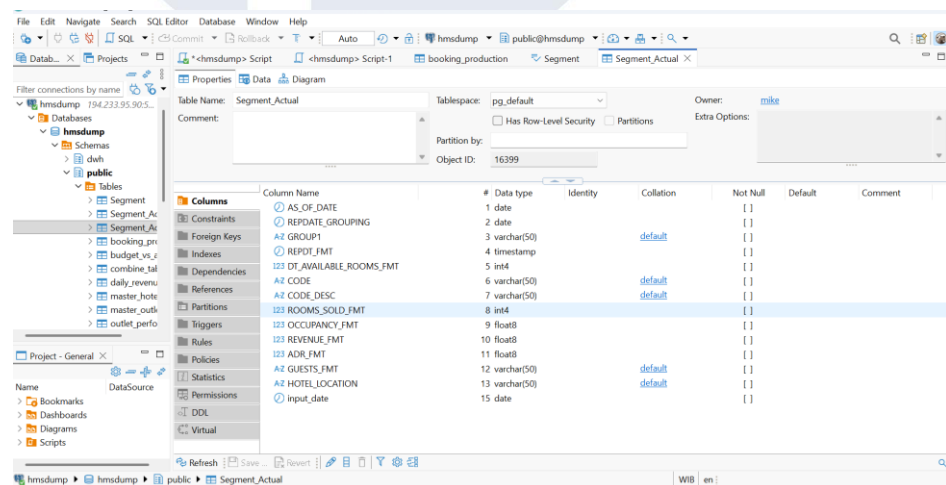 File Edit Navigate Search SQL Editor Database Window Help
SQL Commit Rollback T Auto hmsdump public@hmsdump
Datab... Projects
*<hmsdump> Script <hmsdump> Script-1 booking_production Segment Segment_Actual
Filter connections by name
hmsdump 194.233.95.90:5...
Databases
hmsdump
Schemas
dwh
public
Tables
Segment
Segment_Ac
Segment_Ac
booking_pro
budget_vs_a
combine_tal
daily_revenu
master_hote
master_outl
outlet_perfo
Project - General
Name DataSource
Bookmarks
Dashboards
Diagrams
Scripts
Properties Data Diagram
Table Name: Segment_Actual Tablespace: pg_default Owner: mike
Comment: Has Row-Level Security Partitions Extra Options:
Partition by:
Object ID: 16399
Columns
Constraints
Foreign Keys
Indexes
Dependencies
References
Partitions
Triggers
Rules
Policies
Statistics
Permissions
DDL
Virtual
Column Name # Data type Identity Collation Not Null Default Comment
AS_OF_DATE 1 date [ ]
REPDATE_GROUPING 2 date [ ]
A-Z GROUP1 3 varchar(50) default [ ]
REPDT_FMT 4 timestamp [ ]
123 DT_AVAILABLE_ROOMS_FMT 5 int4 [ ]
A-Z CODE 6 varchar(50) default [ ]
A-Z CODE_DESC 7 varchar(50) default [ ]
123 ROOMS_SOLD_FMT 8 int4 [ ]
123 OCCUPANCY_FMT 9 float8 [ ]
123 REVENUE_FMT 10 float8 [ ]
123 ADR_FMT 11 float8 [ ]
A-Z GUESTS_FMT 12 varchar(50) default [ ]
A-Z HOTEL_LOCATION 13 varchar(50) default [ ]
input_date 15 date [ ]
Refresh Save ... Revert
hmsdump hmsdump public Segment_Actual WIB en